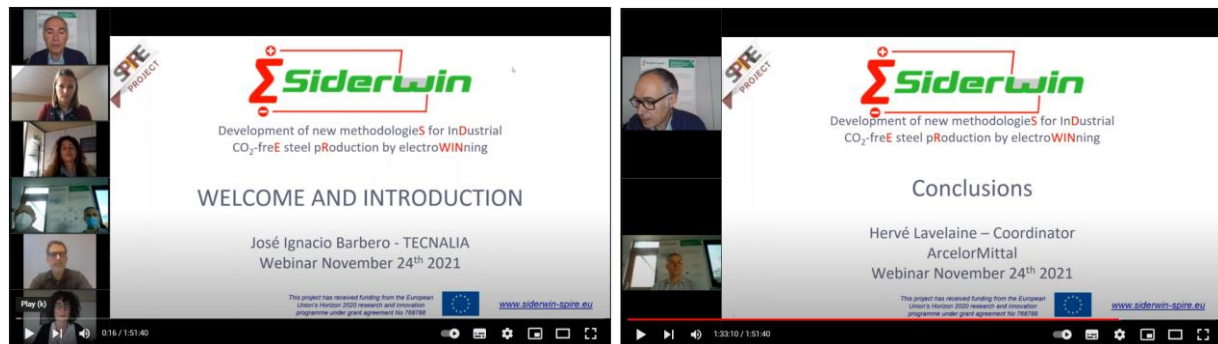 SPIRE
PROJECT
Siderwin
Development of new methodologieS for InDustrial
CO₂-freE steel pRoduction by electroWINning
WELCOME AND INTRODUCTION
José Ignacio Barbero - TECNALIA
Webinar November 24th 2021
This project has received funding from the European
Union's Horizon 2020 research and innovation
programme under grant agreement No 768788
www.siderwin-spire.eu
Play (k)
0:16 / 1:51:40
SPIRE
PROJECT
Siderwin
Development of new methodologieS for InDustrial
CO₂-freE steel pRoduction by electroWINning
Conclusions
Hervé Lavelaine – Coordinator
ArcelorMittal
Webinar November 24th 2021
This project has received funding from the European
Union's Horizon 2020 research and innovation
programme under grant agreement No 768788
www.siderwin-spire.eu
1:33:10 / 1:51:40